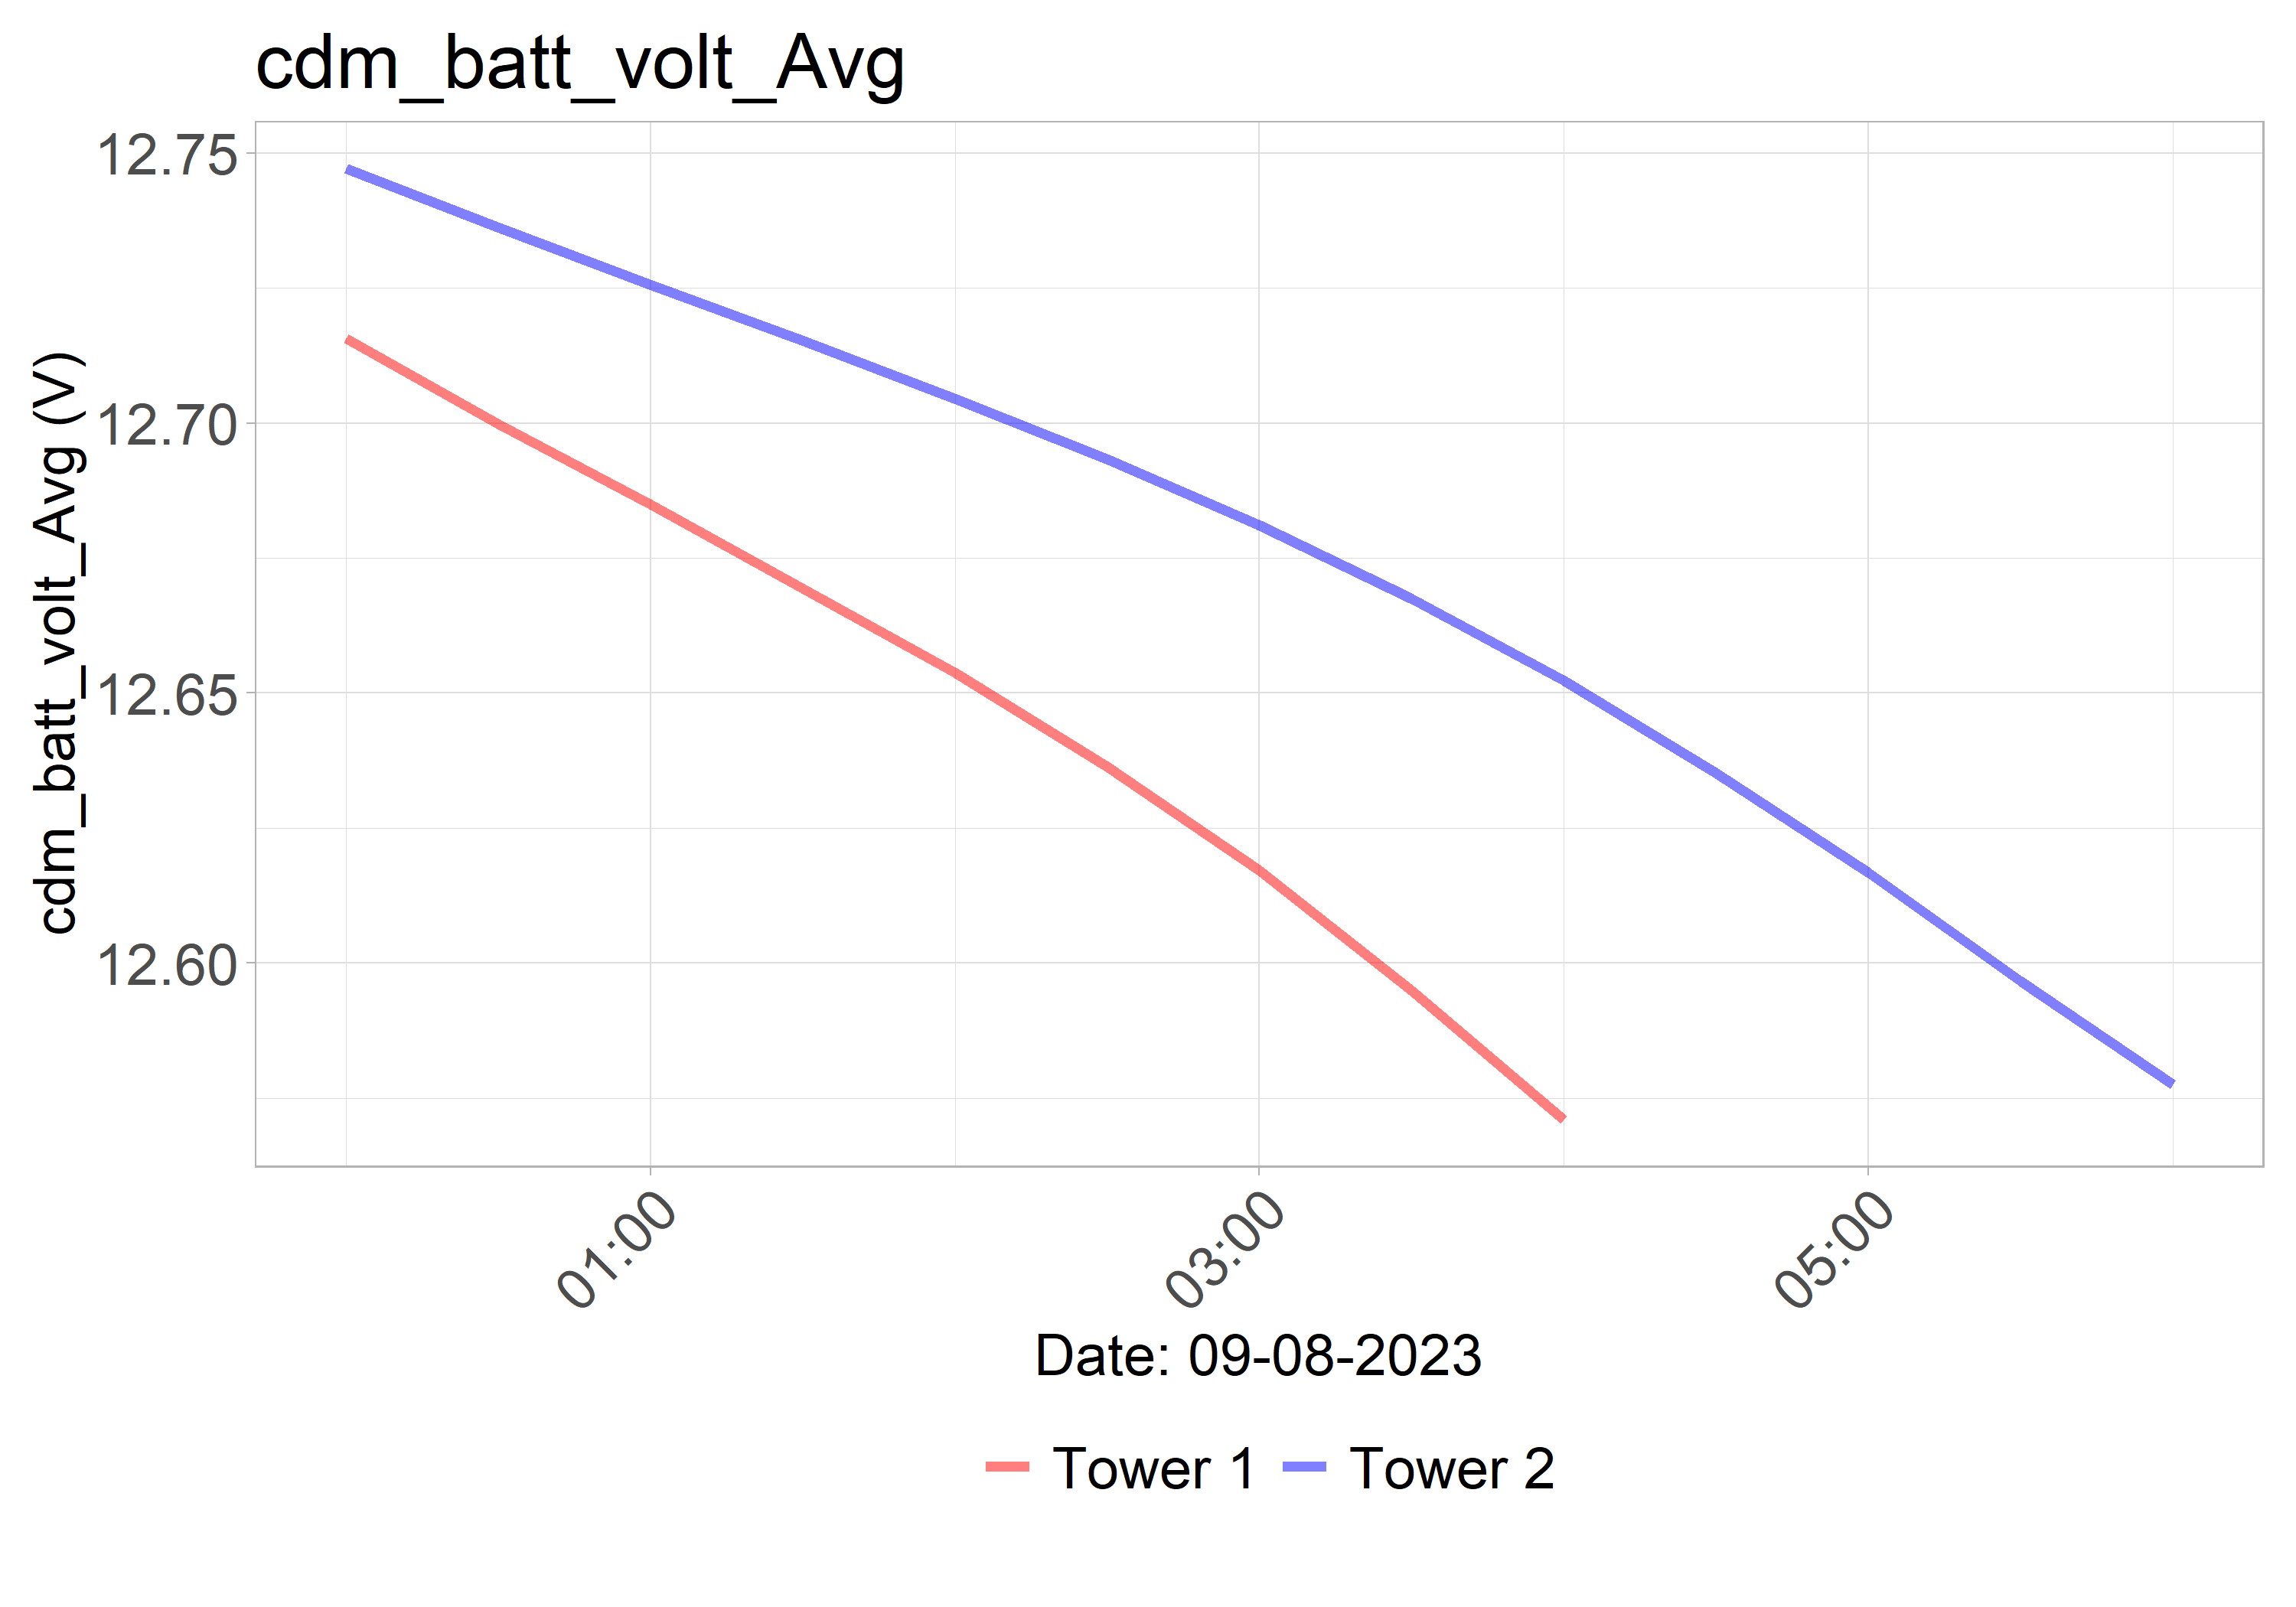 cdm_batt_volt_Avg
cdm_batt_volt_Avg (V)
12.75
12.70
12.65
12.60
01:00
03:00
05:00
Date: 09-08-2023
Tower 1
Tower 2